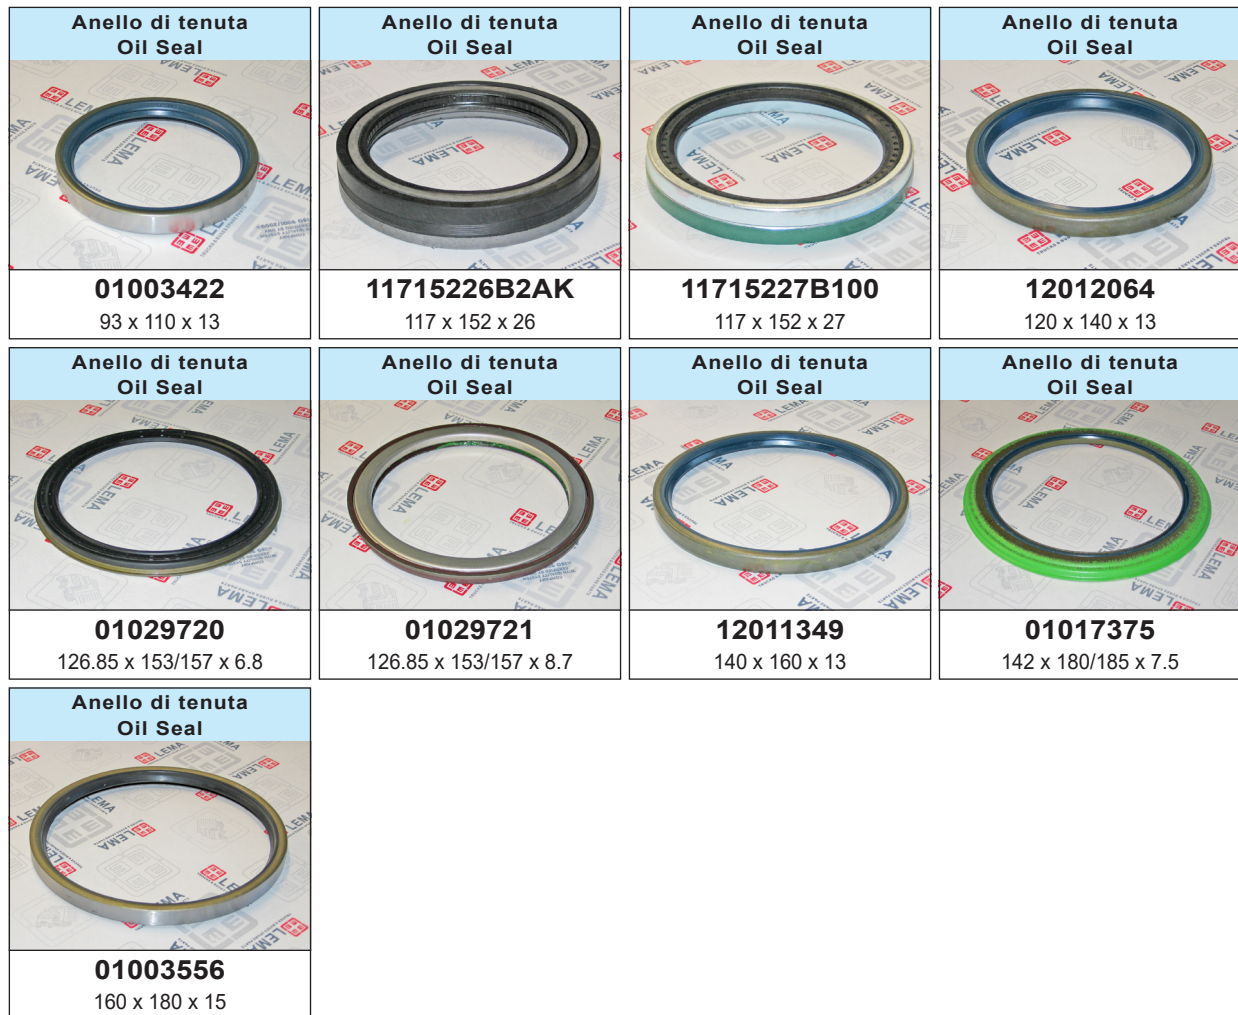 Anello di tenuta
Oil Seal
01003422
93 x 110 x 13
Anello di tenuta
Oil Seal
11715226B2AK
117 x 152 x 26
Anello di tenuta
Oil Seal
11715227B100
117 x 152 x 27
Anello di tenuta
Oil Seal
12012064
120 x 140 x 13
Anello di tenuta
Oil Seal
01029720
126.85 x 153/157 x 6.8
Anello di tenuta
Oil Seal
01029721
126.85 x 153/157 x 8.7
Anello di tenuta
Oil Seal
12011349
140 x 160 x 13
Anello di tenuta
Oil Seal
01017375
142 x 180/185 x 7.5
Anello di tenuta
Oil Seal
01003556
160 x 180 x 15
LEMA